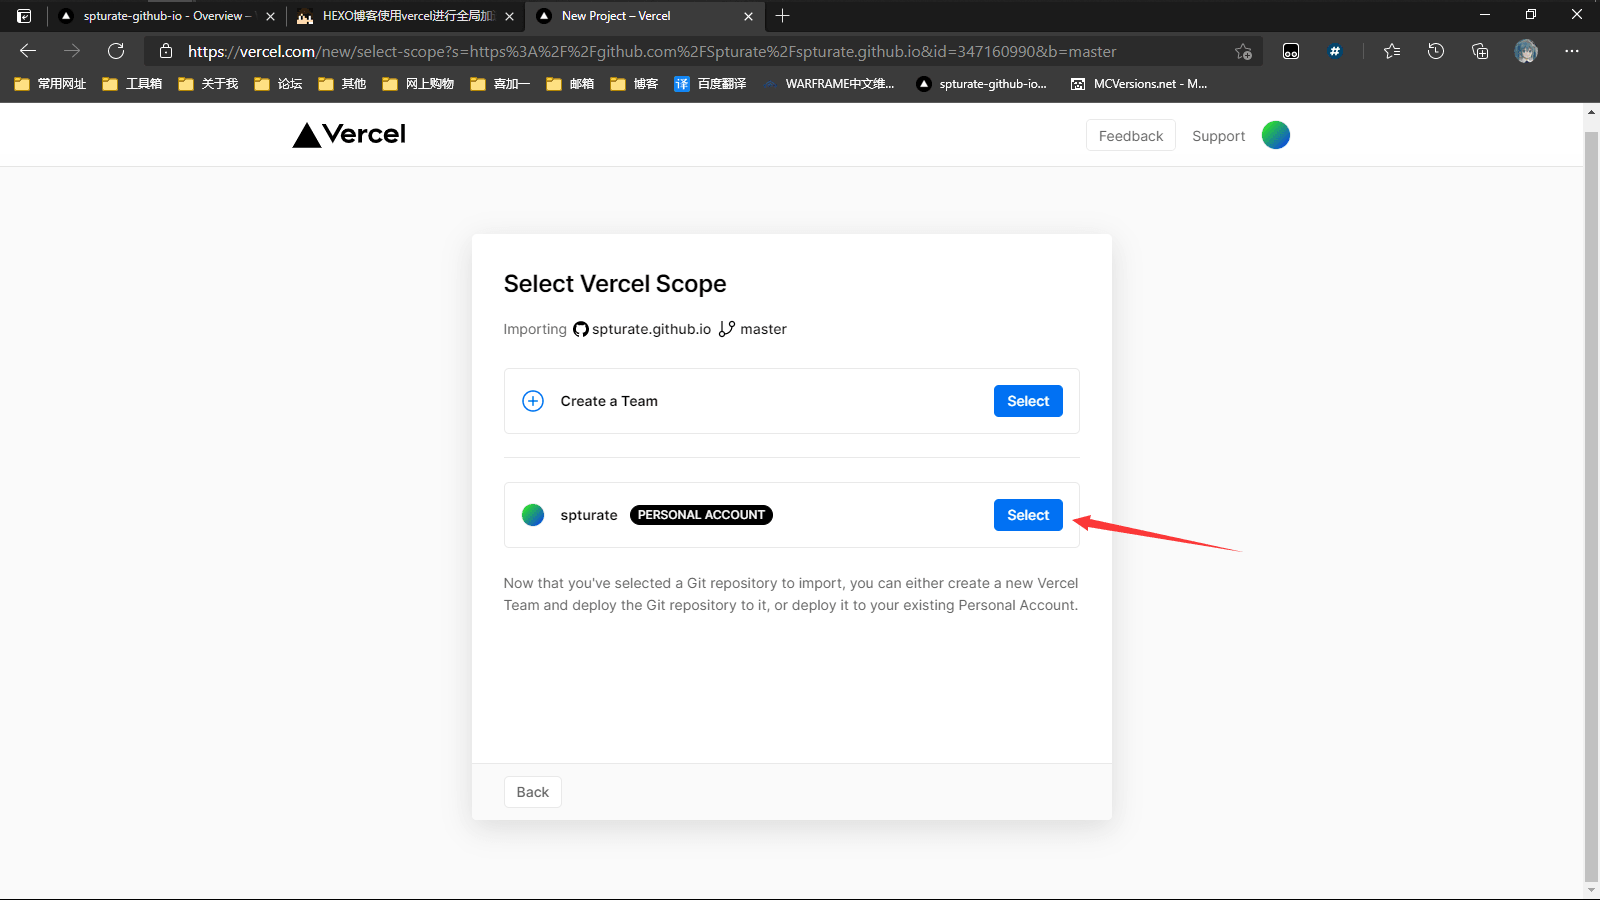 spturate-github-io - Overview –
HEXO博客使用vercel进行全局加
New Project – Vercel
https://vercel.com/new/select-scope?s=https%3A%2F%2Fgithub.com%2FSpturate%2Fspturate.github.io&id=347160990&b=master
常用网址
工具箱
关于我
论坛
其他
网上购物
喜加一
邮箱
博客
译 百度翻译
WARFRAME中文维...
spturate-github-io...
MCVersions.net - M...
Vercel
Feedback
Support
Select Vercel Scope
Importing spturate.github.io master
Create a Team
Select
spturate PERSONAL ACCOUNT
Select
Now that you've selected a Git repository to import, you can either create a new Vercel
Team and deploy the Git repository to it, or deploy it to your existing Personal Account.
Back